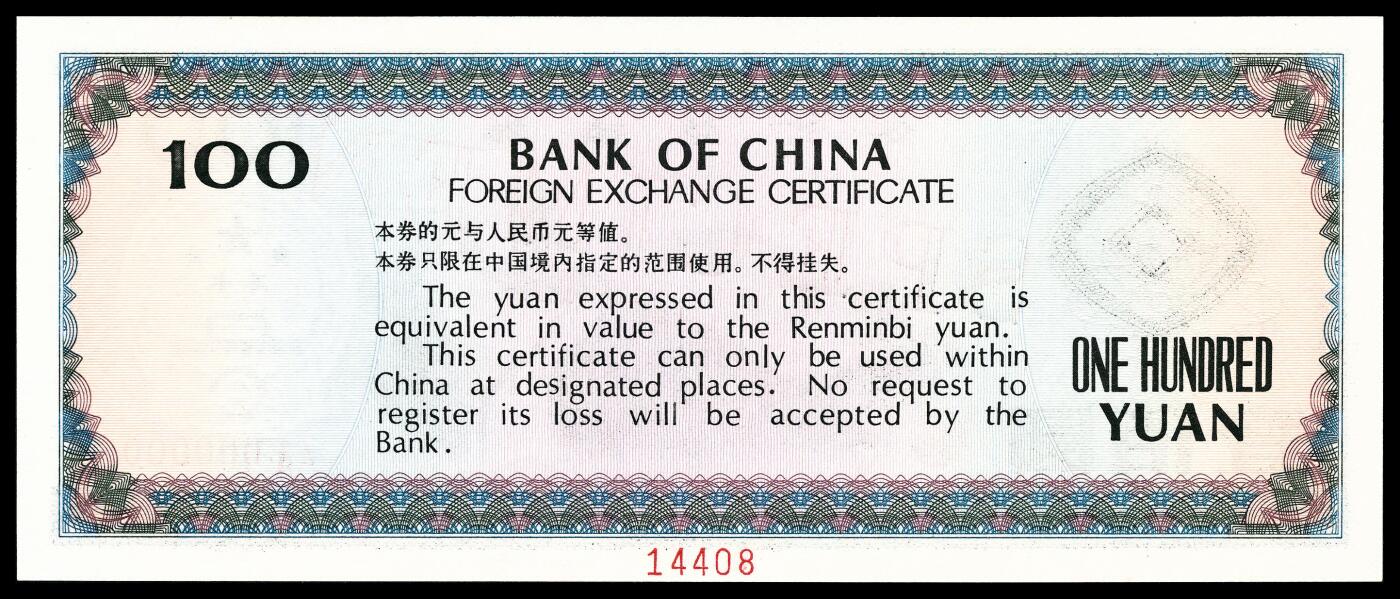 100
BANK OF CHINA
FOREIGN EXCHANGE CERTIFICATE
本券的元与人民币元等值。
本券只限在中国境内指定的范围使用。不得挂失。
The yuan expressed in this certificate is
equivalent in value to the Renminbi yuan.
This certificate can only be used within
China at designated places. No request to
register its loss will be accepted by the
Bank.
ONE HUNDRED
YUAN
14408